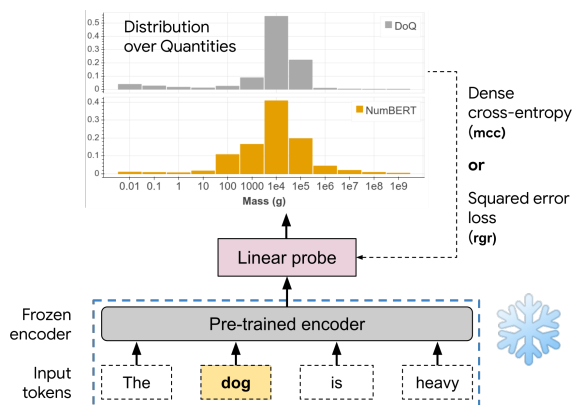 Distribution
over Quantities
DoQ
0.5
0.4
0.3
0.2
0.1
0
NumBERT
0.4
0.3
0.2
0.1
0
0.01 0.1 1 10 100 1000 1e4 1e5 1e6 1e7 1e8 1e9
Mass (g)
Dense
cross-entropy
(mcc)
or
Squared error
loss
(rgr)
Linear probe
Frozen
encoder
Pre-trained encoder
Input
tokens
The
dog
is
heavy